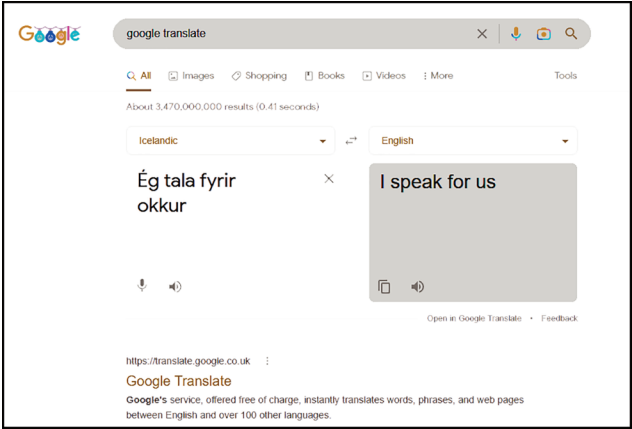 Google
google translate
All Images Shopping Books Videos More Tools
About 3,470,000,000 results (0.41 seconds)
Icelandic English
Ég tala fyrir
okkur
I speak for us
Open in Google Translate • Feedback
https://translate.google.co.uk
Google Translate
Google's service, offered free of charge, instantly translates words, phrases, and web pages
between English and over 100 other languages.